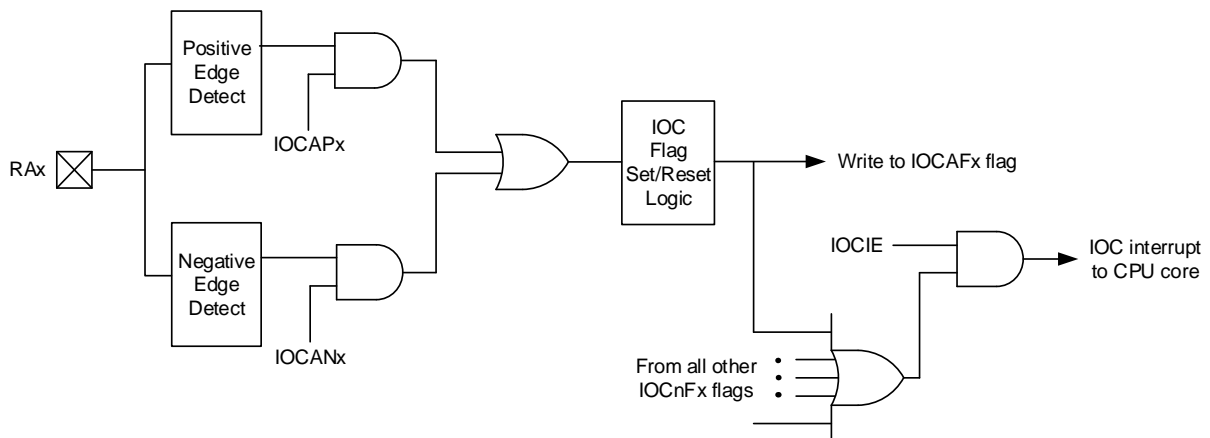 Positive
Edge
Detect
IOCAPx
RAx
Negative
Edge
Detect
IOCANx
IOC
Flag
Set/Reset
Logic
Write to IOCAFx flag
IOCIE
IOC interrupt
to CPU core
From all other
IOCnFx flags